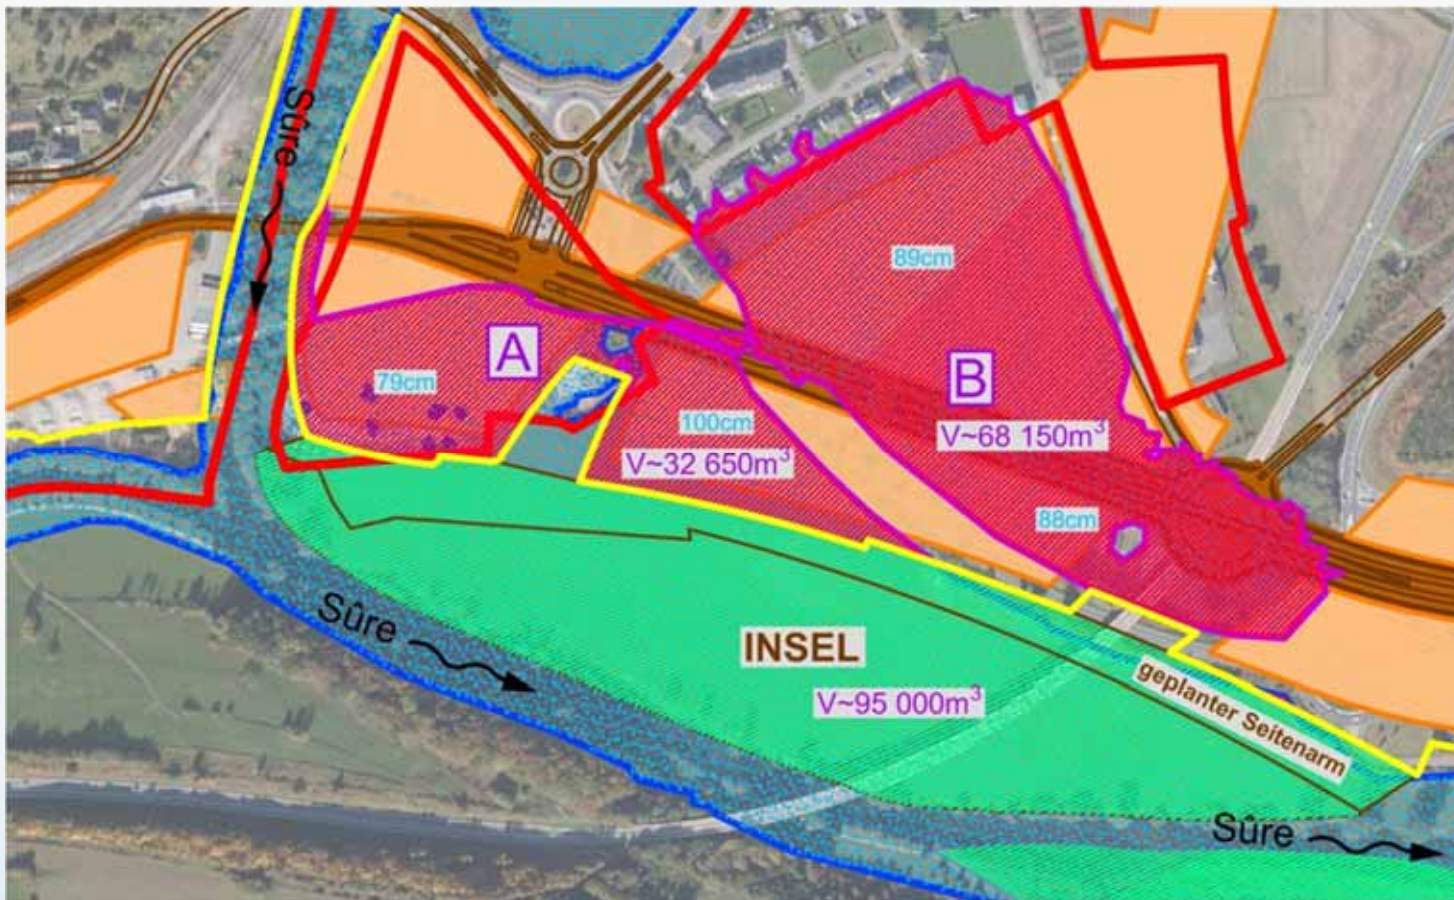 Sûre
89cm
A
B
79cm
V~68 150m³
100cm
V~32 650m³
88cm
Sûre
INSEL
V~95 000m³
geplanter Seitenarm
Sûre